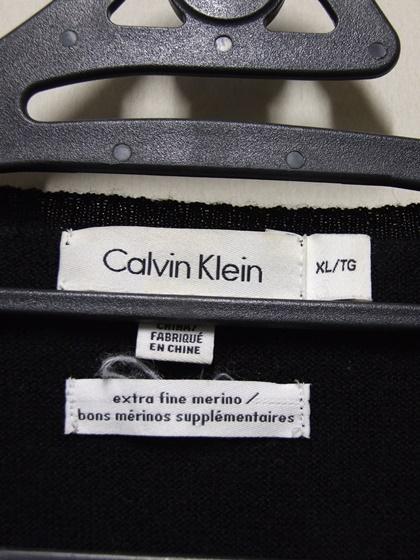 Calvin Klein
XL/TG
CHINA/
FABRIQUÉ
EN CHINE
extra fine merino /
bons mérinos supplémentaires